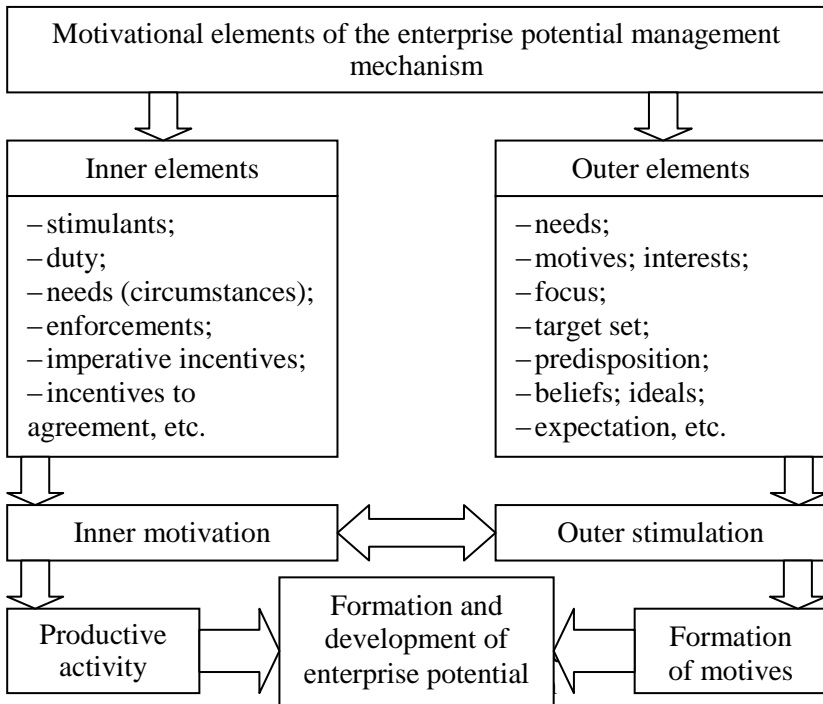 Motivational elements of the enterprise potential management
mechanism
Inner elements
– stimulants;
– duty;
– needs (circumstances);
– enforcements;
– imperative incentives;
– incentives to
agreement, etc.
Outer elements
– needs;
– motives; interests;
– focus;
– target set;
– predisposition;
– beliefs; ideals;
– expectation, etc.
Inner motivation
Outer stimulation
Productive
activity
Formation and
development of
enterprise potential
Formation
of motives